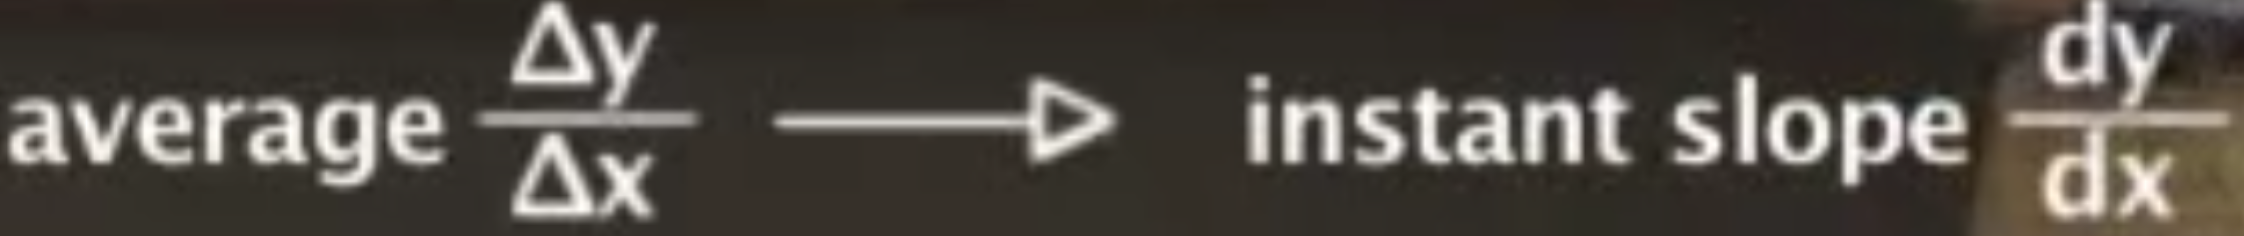 average Δy/Δx → instant slope dy/dx